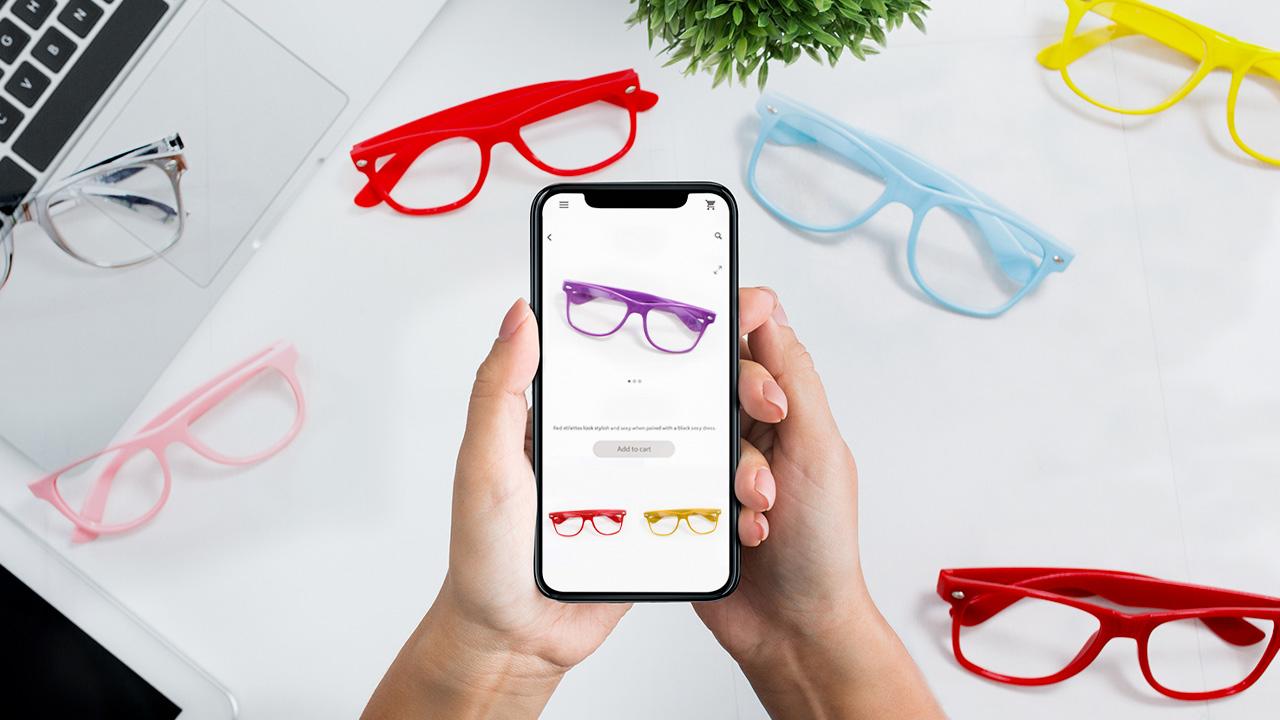 H
N
G
B
V
Red stilettos look stylish and sexy when paired with a black sexy dress.
Add to cart